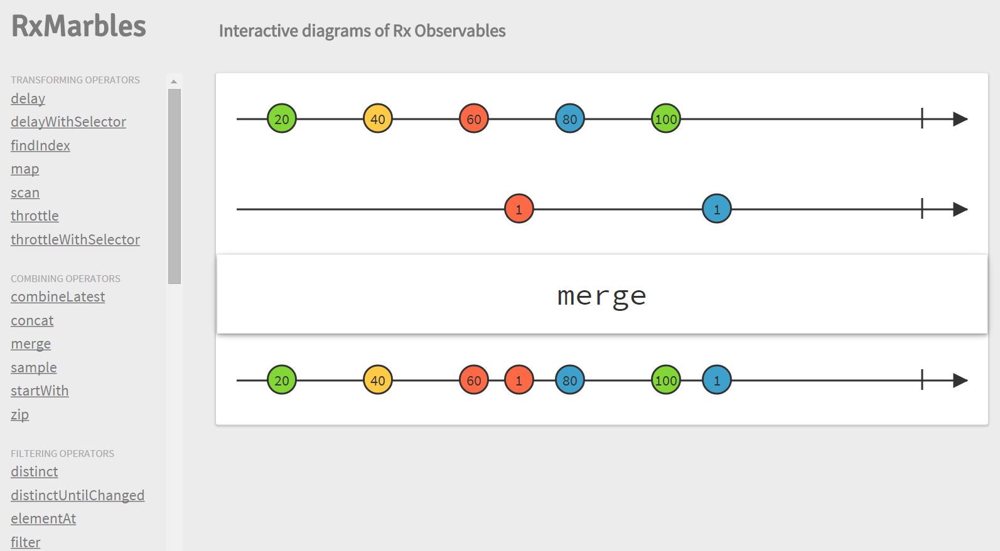 RxMarbles
Interactive diagrams of Rx Observables
TRANSFORMING OPERATORS
delay
delayWithSelector
findIndex
map
scan
throttle
throttleWithSelector
COMBINING OPERATORS
combineLatest
concat
merge
sample
startWith
zip
FILTERING OPERATORS
distinct
distinctUntilChanged
elementAt
filter
20 40 60 80 100
1 1
merge
20 40 60 1 80 100 1